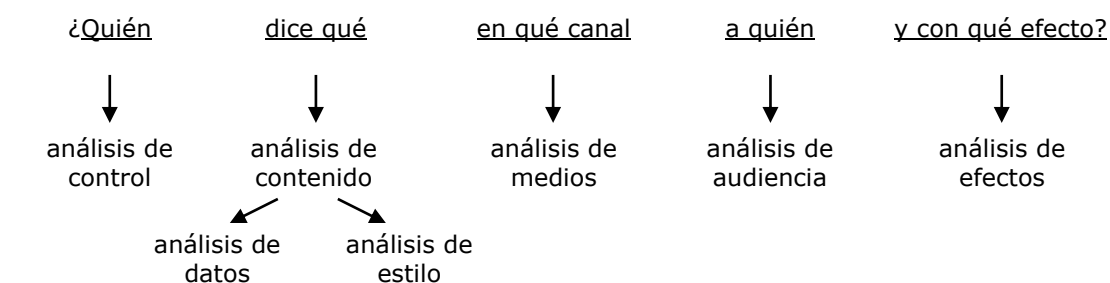 ¿Quién dice qué en qué canal a quién y con qué efecto?
análisis de control
análisis de contenido
análisis de medios
análisis de audiencia
análisis de efectos
análisis de datos
análisis de estilo